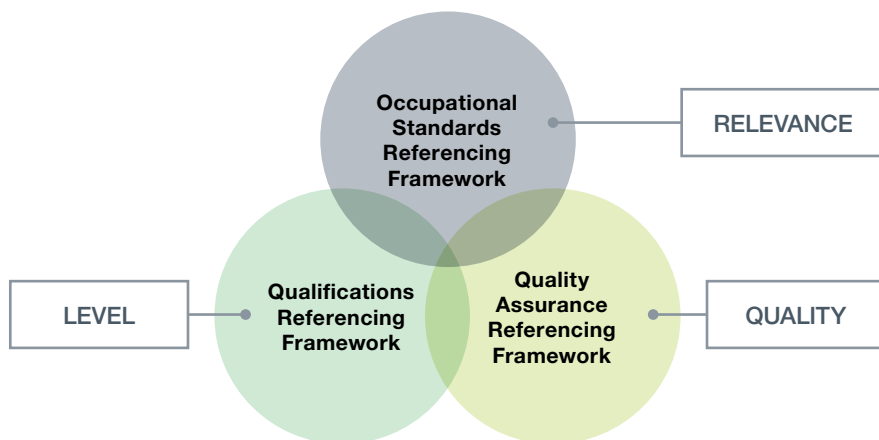 Occupational
Standards
Referencing
Framework
RELEVANCE
Qualifications
Referencing
Framework
LEVEL
Quality
Assurance
Referencing
Framework
QUALITY